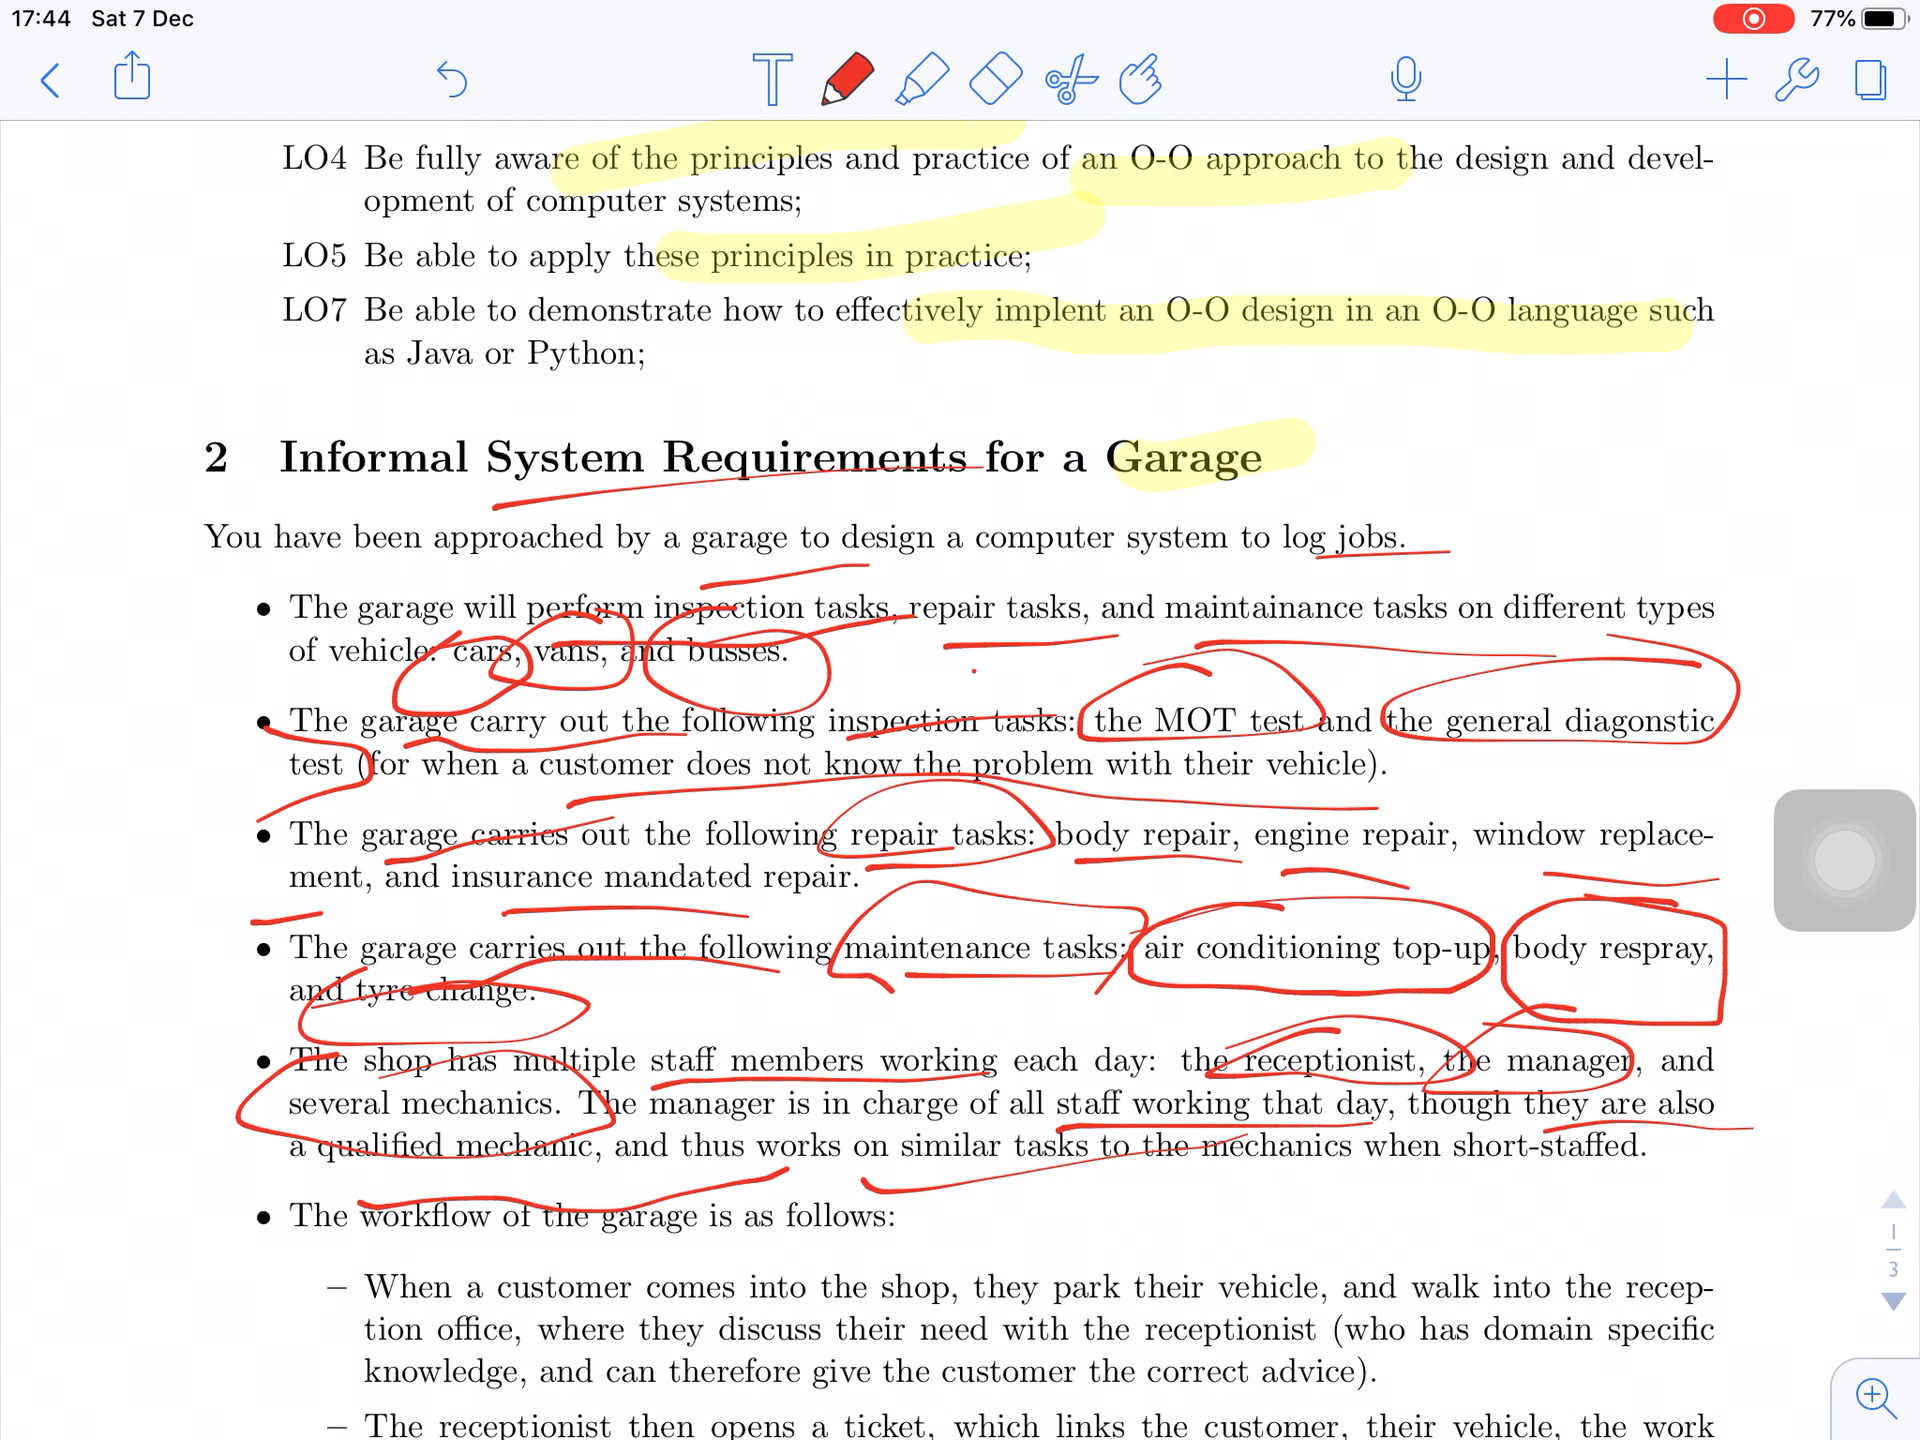 17:44 Sat 7 Dec
77%
LO4 Be fully aware of the principles and practice of an O-O approach to the design and devel-
opment of computer systems;
LO5 Be able to apply these principles in practice;
LO7 Be able to demonstrate how to effectively implent an O-O design in an O-O language such
as Java or Python;
2 Informal System Requirements for a Garage
You have been approached by a garage to design a computer system to log jobs.
• The garage will perform inspection tasks, repair tasks, and maintainance tasks on different types
of vehicle: cars, vans, and busses.
• The garage carry out the following inspection tasks: the MOT test and the general diagonstic
test (for when a customer does not know the problem with their vehicle).
• The garage carries out the following repair tasks: body repair, engine repair, window replace-
ment, and insurance mandated repair.
• The garage carries out the following maintenance tasks: air conditioning top-up, body respray,
and tyre change.
• The shop has multiple staff members working each day: the receptionist, the manager, and
several mechanics. The manager is in charge of all staff working that day, though they are also
a qualified mechanic, and thus works on similar tasks to the mechanics when short-staffed.
• The workflow of the garage is as follows:
– When a customer comes into the shop, they park their vehicle, and walk into the recep-
tion office, where they discuss their need with the receptionist (who has domain specific
knowledge, and can therefore give the customer the correct advice).
– The receptionist then opens a ticket, which links the customer, their vehicle, the work
1
3